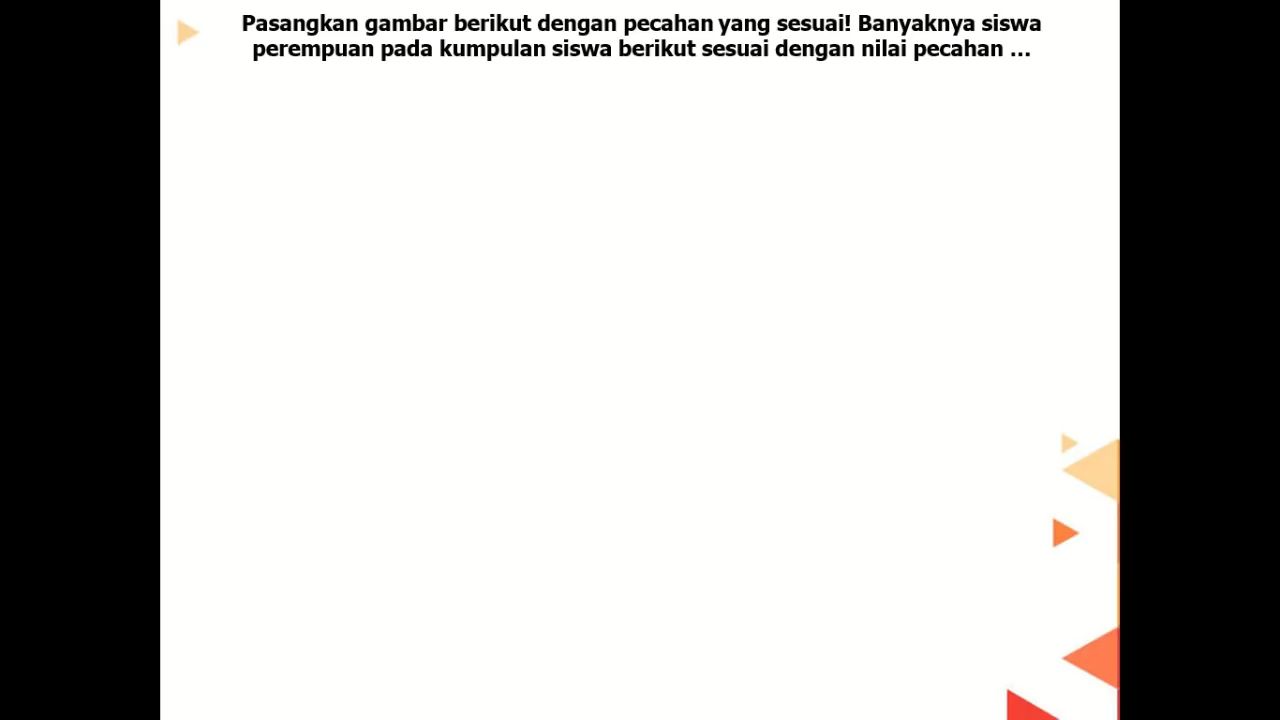 Pasangkan gambar berikut dengan pecahan yang sesuai! Banyaknya siswa
perempuan pada kumpulan siswa berikut sesuai dengan nilai pecahan ...